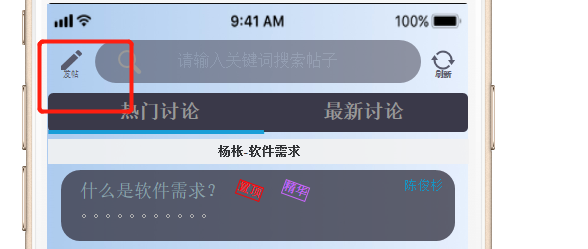 9:41 AM 100%
请输入关键词搜索帖子
发帖 刷新
热门讨论 最新讨论
杨枨-软件需求
什么是软件需求? 置顶 精华 陈俊杉
。。。。。。。。。。。